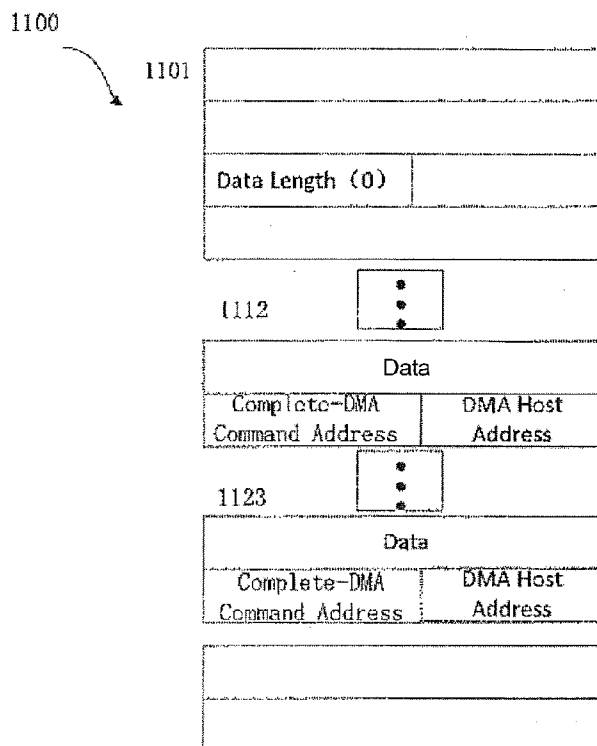 1100
1101
Data Length (0)
1112
Data
Complete-DMA Command Address
DMA Host Address
1123
Data
Complete-DMA Command Address
DMA Host Address